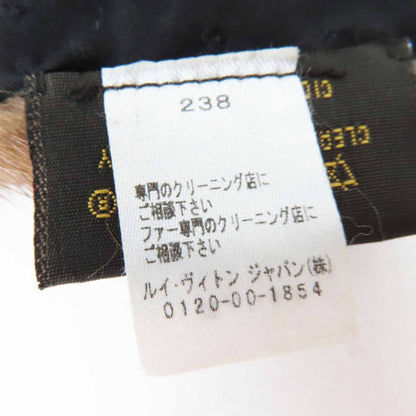 238
専門のクリーニング店に
ご相談下さい
ファー専門のクリーニング店に
ご相談下さい
ルイ・ヴィトン ジャパン(株)
0120-00-1854